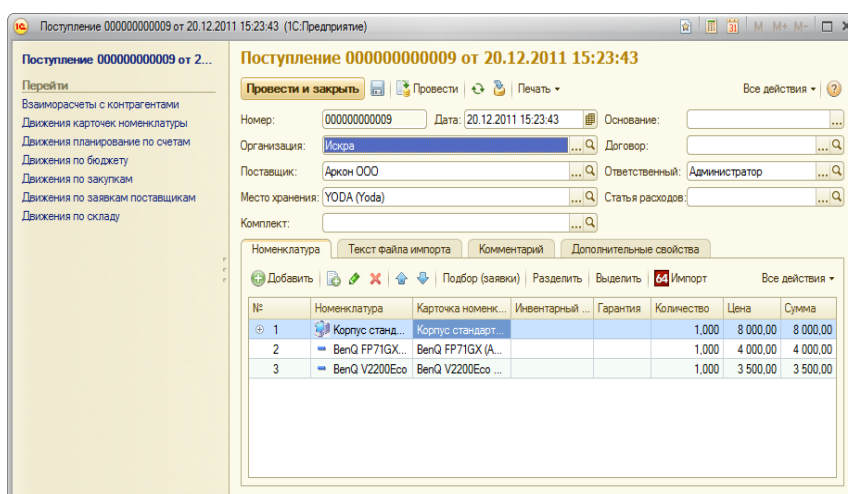 Поступление 000000000009 от 20.12.2011 15:23:43 (1С:Предприятие)
M M+ M-
Поступление 000000000009 от 2...
Перейти
Взаиморасчеты с контрагентами
Движения карточек номенклатуры
Движения планирование по счетам
Движения по бюджету
Движения по закупкам
Движения по заявкам поставщикам
Движения по складу
Поступление 000000000009 от 20.12.2011 15:23:43
Провести и закрыть Провести Печать Все действия ?
Номер: 000000000009 Дата: 20.12.2011 15:23:43 Основание: ...
Организация: Искра ... Договор: ...
Поставщик: Аркон ООО ... Ответственный: Администратор ...
Место хранения: YODA (Yoda) ... Статья расходов: ...
Комплект: ...
Номенклатура Текст файла импорта Комментарий Дополнительные свойства
Добавить Подбор (заявки) Разделить Выделить 64 Импорт Все действия
№ Номенклатура Карточка номенк... Инвентарный ... Гарантия Количество Цена Сумма
1 Корпус станд... Корпус стандарт... 1,000 8 000,00 8 000,00
2 BenQ FP71GX... BenQ FP71GX (A... 1,000 4 000,00 4 000,00
3 BenQ V2200Eco BenQ V2200Eco ... 1,000 3 500,00 3 500,00